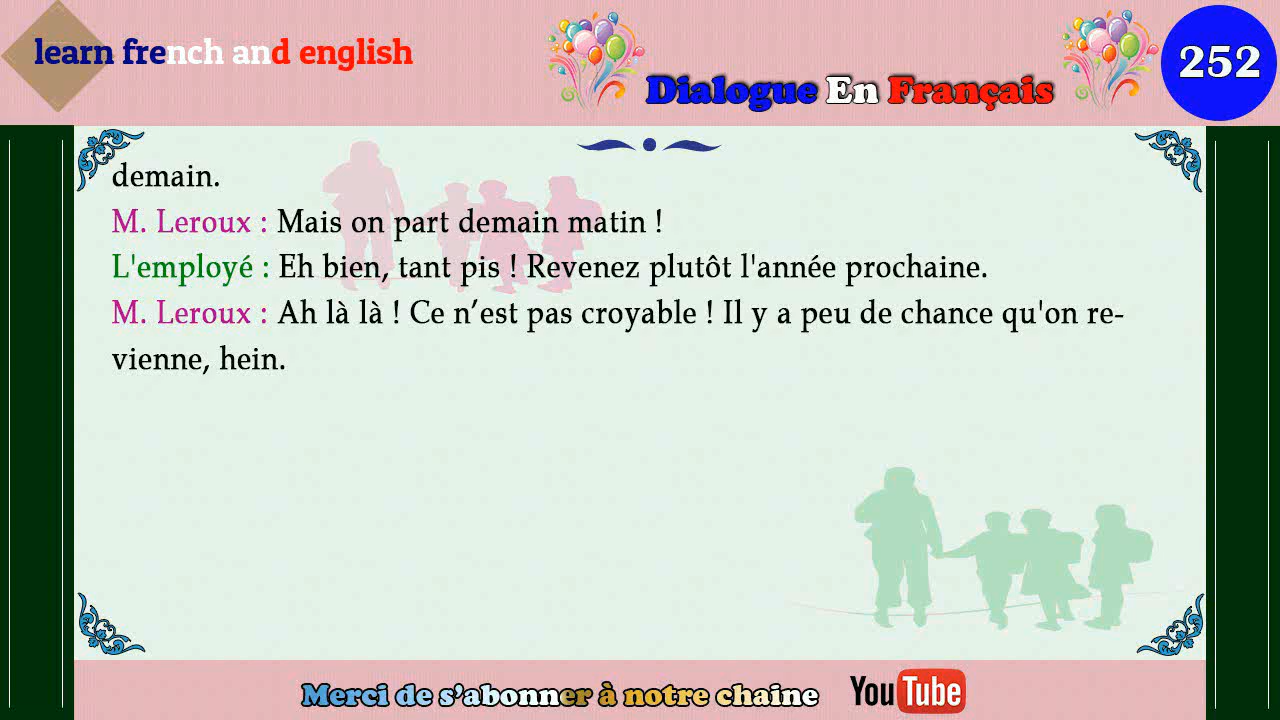 learn french and english
Dialogue En Français
252
demain.
M. Leroux : Mais on part demain matin !
L'employé : Eh bien, tant pis ! Revenez plutôt l'année prochaine.
M. Leroux : Ah là là ! Ce n’est pas croyable ! Il y a peu de chance qu'on re-
vienne, hein.
Merci de s’abonner à notre chaine
YouTube